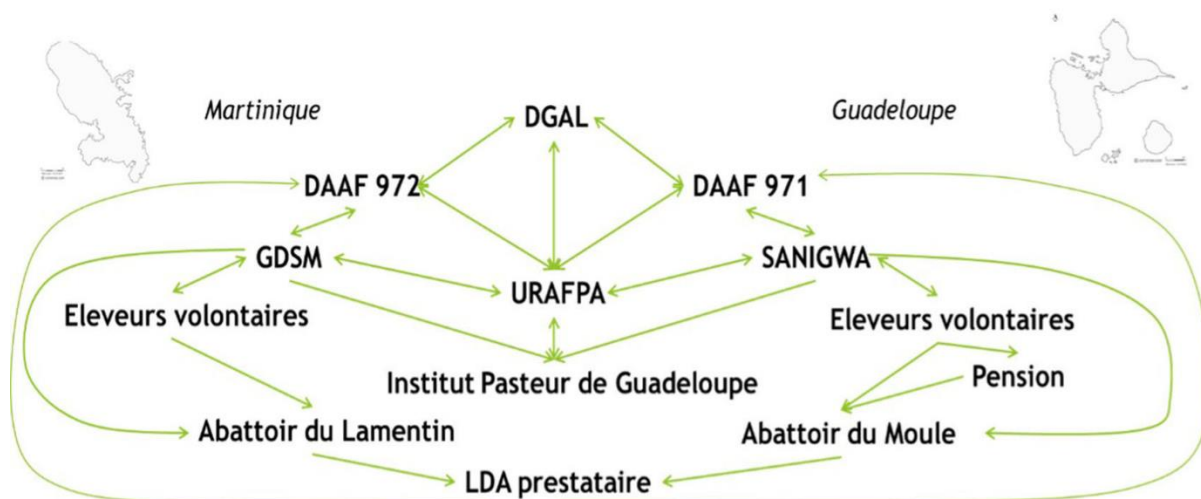 Martinique
DGAL
Guadeloupe
DAAF 972
DAAF 971
GDSM
SANIGWA
URAFPA
Eleveurs volontaires
Eleveurs volontaires
Institut Pasteur de Guadeloupe
Pension
Abattoir du Lamentin
Abattoir du Moule
LDA prestataire